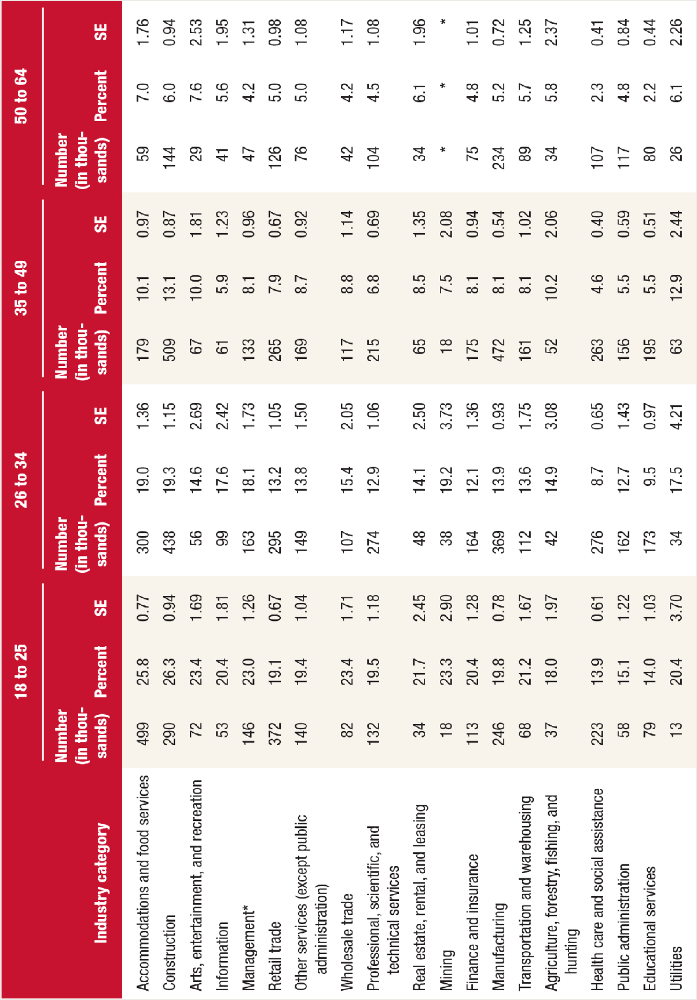 18 to 25 26 to 34 35 to 49 50 to 64
Number Number Number Number
(in thou- (in thou- (in thou- (in thou-
Industry category sands) Percent SE sands) Percent SE sands) Percent SE sands) Percent SE
Accommodations and food services 499 25.8 0.77 300 19.0 1.36 179 10.1 0.97 59 7.0 1.76
Construction 290 26.3 0.94 438 19.3 1.15 509 13.1 0.87 144 6.0 0.94
Arts, entertainment, and recreation 72 23.4 1.69 56 14.6 2.69 67 10.0 1.81 29 7.6 2.53
Information 53 20.4 1.81 99 17.6 2.42 61 5.9 1.23 41 5.6 1.95
Management* 146 23.0 1.26 163 18.1 1.73 133 8.1 0.96 47 4.2 1.31
Retail trade 372 19.1 0.67 295 13.2 1.05 265 7.9 0.67 126 5.0 0.98
Other services (except public 140 19.4 1.04 149 13.8 1.50 169 8.7 0.92 76 5.0 1.08
administration)
Wholesale trade 82 23.4 1.71 107 15.4 2.05 117 8.8 1.14 42 4.2 1.17
Professional, scientific, and 132 19.5 1.18 274 12.9 1.06 215 6.8 0.69 104 4.5 1.08
technical services
Real estate, rental, and leasing 34 21.7 2.45 48 14.1 2.50 65 8.5 1.35 34 6.1 1.96
Mining 18 23.3 2.90 38 19.2 3.73 18 7.5 2.08 * * *
Finance and insurance 113 20.4 1.28 164 12.1 1.36 175 8.1 0.94 75 4.8 1.01
Manufacturing 246 19.8 0.78 369 13.9 0.93 472 8.1 0.54 234 5.2 0.72
Transportation and warehousing 68 21.2 1.67 112 13.6 1.75 161 8.1 1.02 89 5.7 1.25
Agriculture, forestry, fishing, and 37 18.0 1.97 42 14.9 3.08 52 10.2 2.06 34 5.8 2.37
hunting
Health care and social assistance 223 13.9 0.61 276 8.7 0.65 263 4.6 0.40 107 2.3 0.41
Public administration 58 15.1 1.22 162 12.7 1.43 156 5.5 0.59 117 4.8 0.84
Educational services 79 14.0 1.03 173 9.5 0.97 195 5.5 0.51 80 2.2 0.44
Utilities 13 20.4 3.70 34 17.5 4.21 63 12.9 2.44 26 6.1 2.26